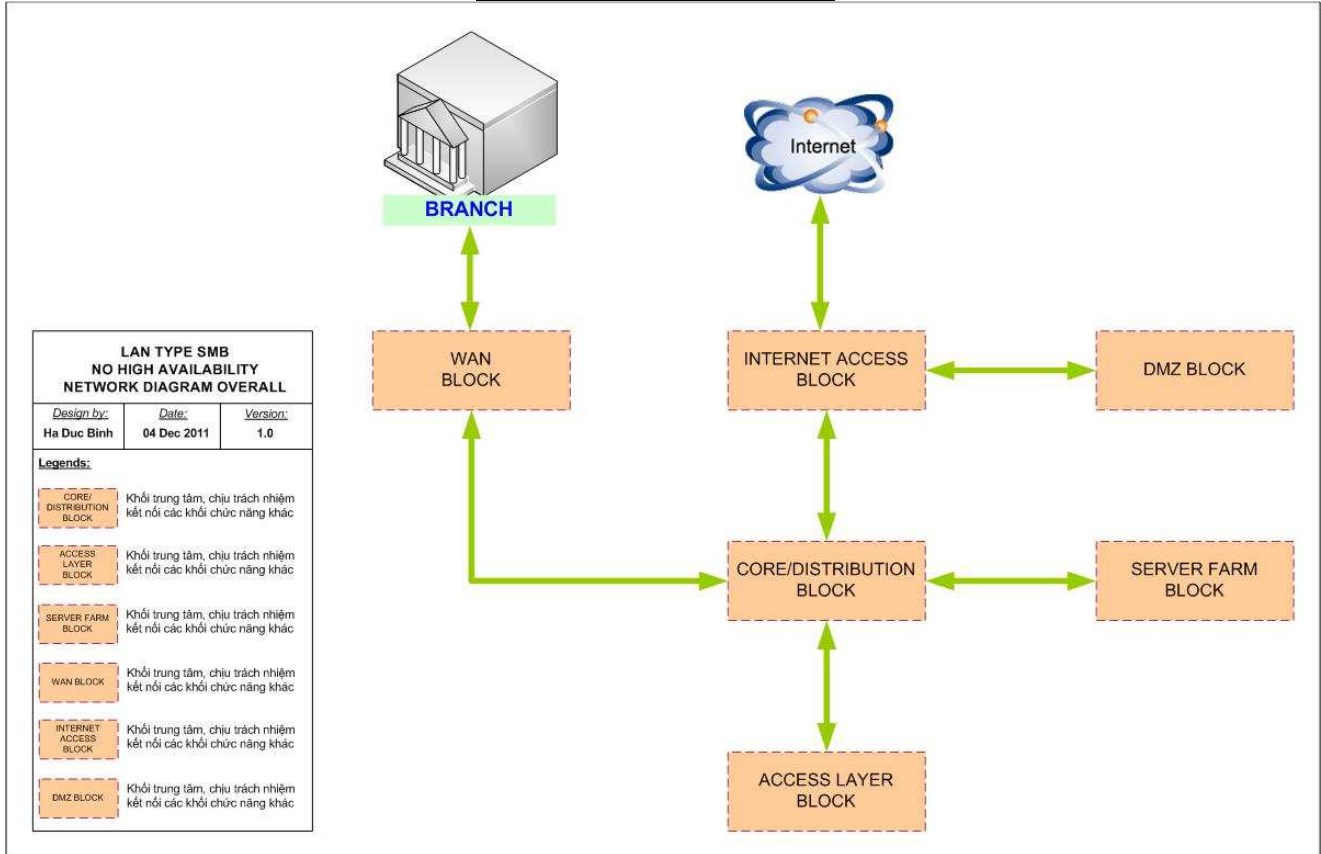 Internet
BRANCH
WAN
BLOCK
INTERNET ACCESS
BLOCK
DMZ BLOCK
CORE/DISTRIBUTION
BLOCK
SERVER FARM
BLOCK
ACCESS LAYER
BLOCK
LAN TYPE SMB
NO HIGH AVAILABILITY
NETWORK DIAGRAM OVERALL
Design by:
Ha Duc Binh
Date:
04 Dec 2011
Version:
1.0
Legends:
CORE/
DISTRIBUTION
BLOCK
Khối trung tâm, chịu trách nhiệm
kết nối các khối chức năng khác
ACCESS
LAYER
BLOCK
Khối trung tâm, chịu trách nhiệm
kết nối các khối chức năng khác
SERVER FARM
BLOCK
Khối trung tâm, chịu trách nhiệm
kết nối các khối chức năng khác
WAN BLOCK
Khối trung tâm, chịu trách nhiệm
kết nối các khối chức năng khác
INTERNET
ACCESS
BLOCK
Khối trung tâm, chịu trách nhiệm
kết nối các khối chức năng khác
DMZ BLOCK
Khối trung tâm, chịu trách nhiệm
kết nối các khối chức năng khác